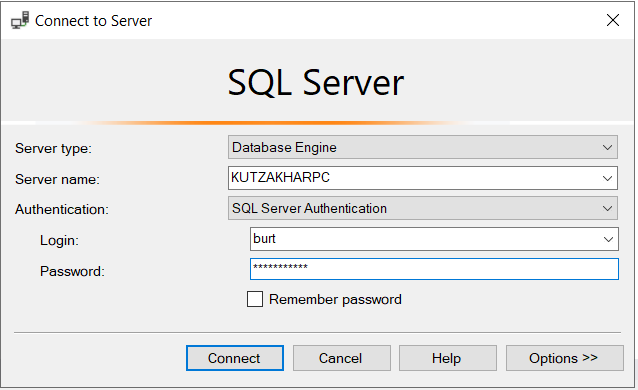 Connect to Server
SQL Server
Server type: Database Engine
Server name: KUTZAKHARPC
Authentication: SQL Server Authentication
Login: burt
Password: ***********
Remember password
Connect Cancel Help Options >>